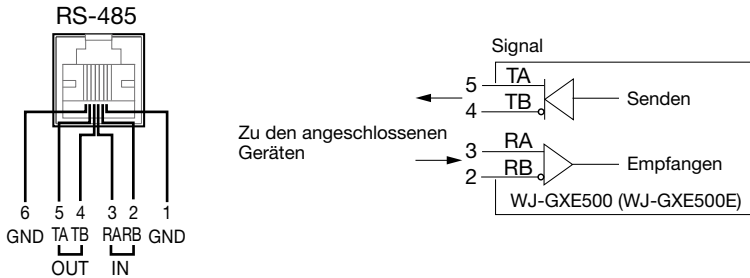 RS-485
6 5 4 3 2 1
GND TA TB RA RB GND
OUT IN
Signal
5 TA
4 TB
Senden
Zu den angeschlossenen
Geräten
3 RA
2 RB
Empfangen
WJ-GXE500 (WJ-GXE500E)